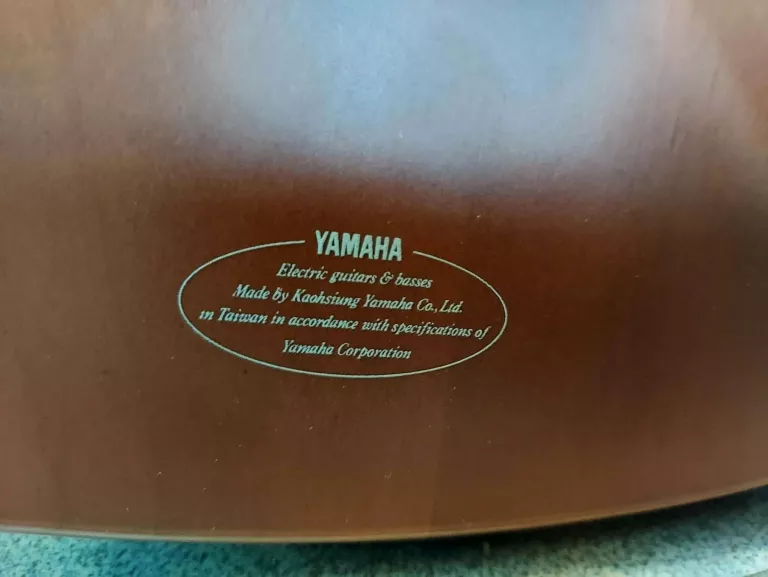 YAMAHA
Electric guitars & basses
Made by Kaohsiung Yamaha Co., Ltd.
in Taiwan in accordance with specifications of
Yamaha Corporation